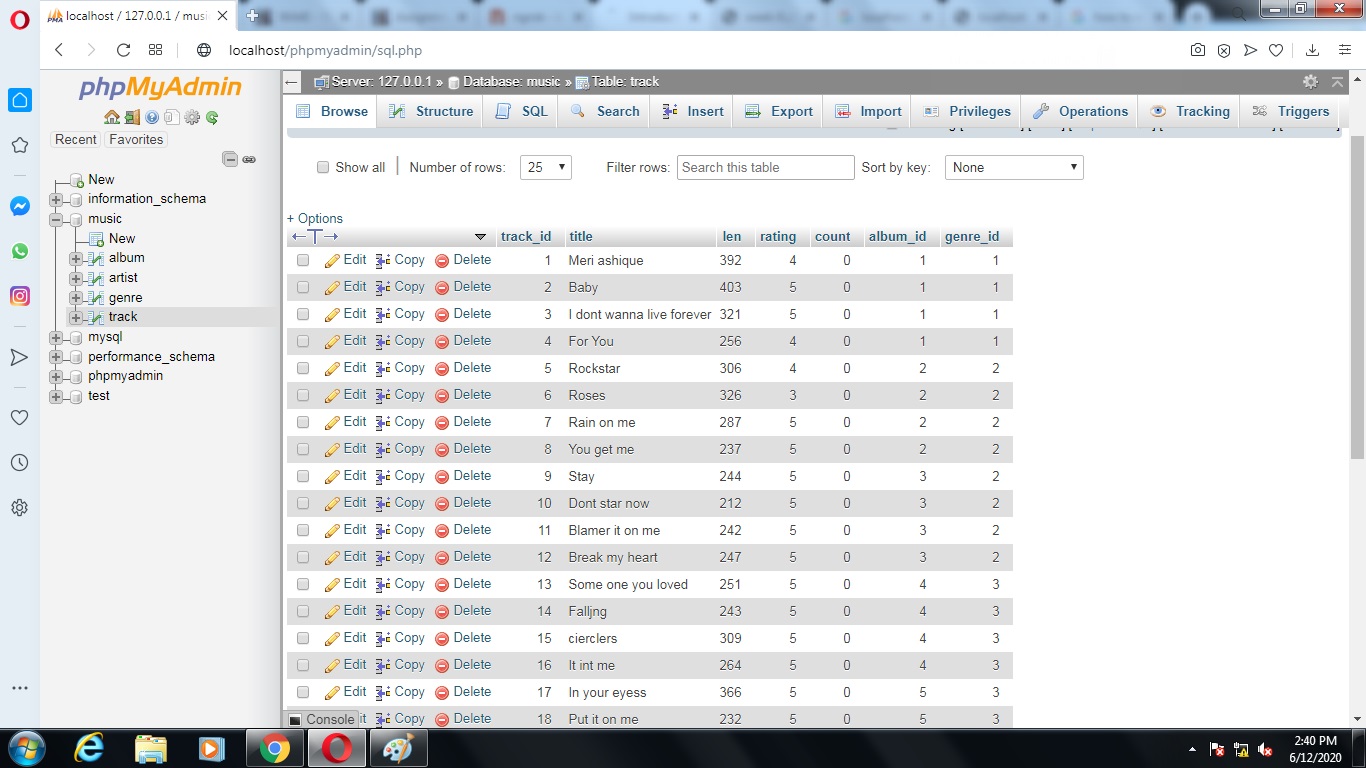 localhost / 127.0.0.1 / musi
localhost/phpmyadmin/sql.php
phpMyAdmin
Recent Favorites
New
information_schema
music
New
album
artist
genre
track
mysql
performance_schema
phpmyadmin
test
Server: 127.0.0.1 » Database: music » Table: track
Browse Structure SQL Search Insert Export Import Privileges Operations Tracking Triggers
Show all Number of rows: 25 Filter rows: Search this table Sort by key: None
+ Options
←T→ track_id title len rating count album_id genre_id
Edit Copy Delete 1 Meri ashique 392 4 0 1 1
Edit Copy Delete 2 Baby 403 5 0 1 1
Edit Copy Delete 3 I dont wanna live forever 321 5 0 1 1
Edit Copy Delete 4 For You 256 4 0 1 1
Edit Copy Delete 5 Rockstar 306 4 0 2 2
Edit Copy Delete 6 Roses 326 3 0 2 2
Edit Copy Delete 7 Rain on me 287 5 0 2 2
Edit Copy Delete 8 You get me 237 5 0 2 2
Edit Copy Delete 9 Stay 244 5 0 3 2
Edit Copy Delete 10 Dont star now 212 5 0 3 2
Edit Copy Delete 11 Blamer it on me 242 5 0 3 2
Edit Copy Delete 12 Break my heart 247 5 0 3 2
Edit Copy Delete 13 Some one you loved 251 5 0 4 3
Edit Copy Delete 14 Falljng 243 5 0 4 3
Edit Copy Delete 15 cierclers 309 5 0 4 3
Edit Copy Delete 16 It int me 264 5 0 4 3
Edit Copy Delete 17 In your eyess 366 5 0 5 3
Console it Copy Delete 18 Put it on me 232 5 0 5 3
2:40 PM
6/12/2020